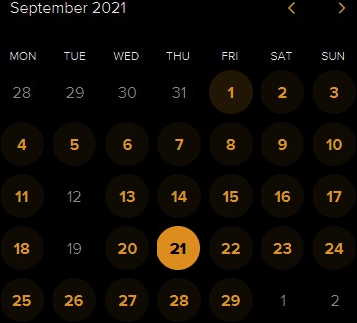 September 2021
MON TUE WED THU FRI SAT SUN
28 29 30 31 1 2 3
4 5 6 7 8 9 10
11 12 13 14 15 16 17
18 19 20 21 22 23 24
25 26 27 28 29 1 2